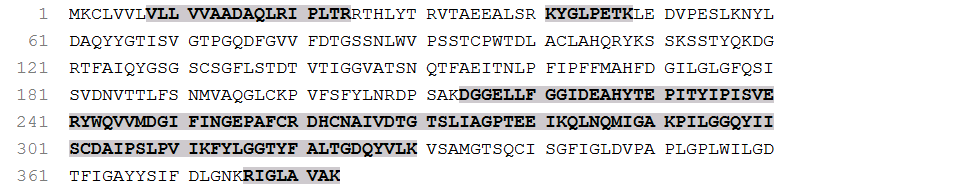 1 MKCLVVLVLL VVAADAQLRI PLTRRTHLYT RVTAEEALSR KYGLPETKLE DVPESLKNYL
61 DAQYYGTISV GTPGQDFGVV FDTGSSNLWV PSSTCPWTDL ACLAHQRYKS SKSSTYQKDG
121 RTFAIQYGSG SCSGFLSTDT VTIGGVATSN QTFAEITNLP FIPFFMAHFD GILGLGFQSI
181 SVDNVTTLFS NMVAQGLCKP VFSFYLNRDP SAKDGGELLF GGIDEAHYTE PITYIPISVE
241 RYWQVVMDGI FINGEPAFCR DHCNAIVDTG TSLIAGPTEE IKQLNQMIGA KPILGGQYII
301 SCDAIPSLPV IKFYLGGTYF ALTGDQYVLK VSAMGTSQCI SGFIGLDVPA PLGPLWILGD
361 TFIGAYYSIF DLGNKRIGLA VAK